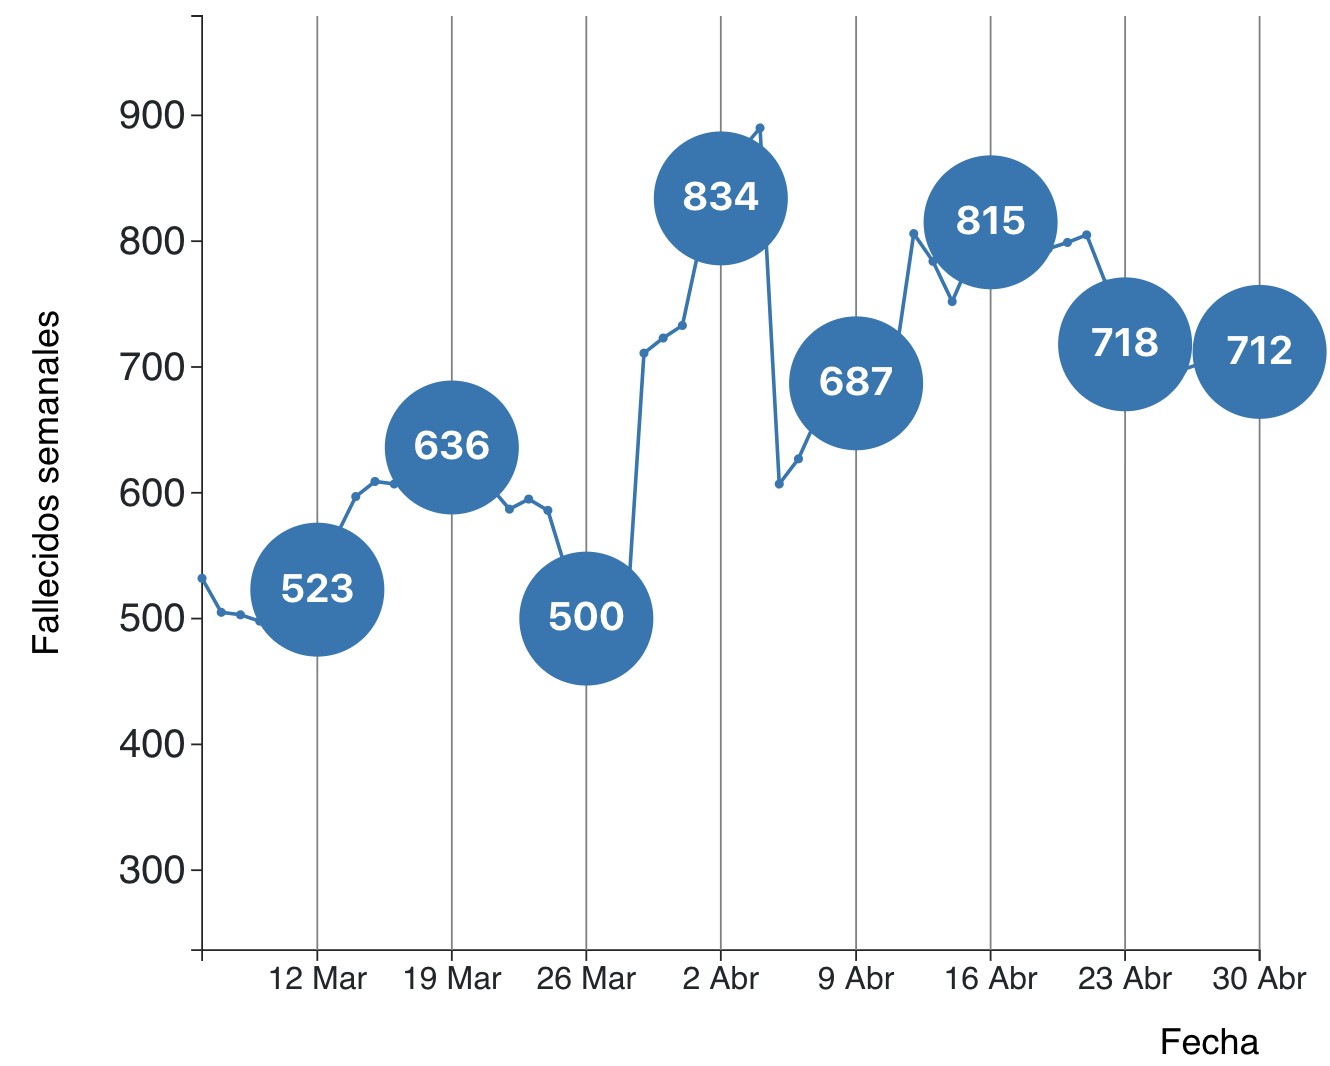 Fallecidos semanales
900
800
700
600
500
400
300
523
636
500
834
687
815
718
712
12 Mar
19 Mar
26 Mar
2 Abr
9 Abr
16 Abr
23 Abr
30 Abr
Fecha